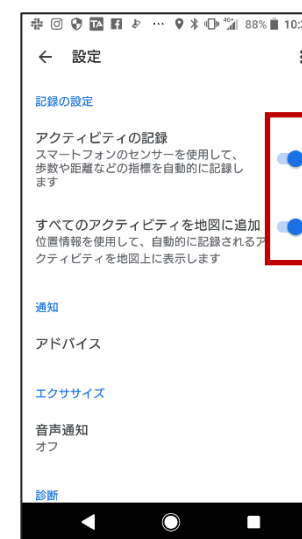 88% 10:
設定
記録の設定
アクティビティの記録
スマートフォンのセンサーを使用して、
歩数や距離などの指標を自動的に記録し
ます
すべてのアクティビティを地図に追加
位置情報を使用して、自動的に記録されるア
クティビティを地図上に表示します
通知
アドバイス
エクササイズ
音声通知
オフ
診断